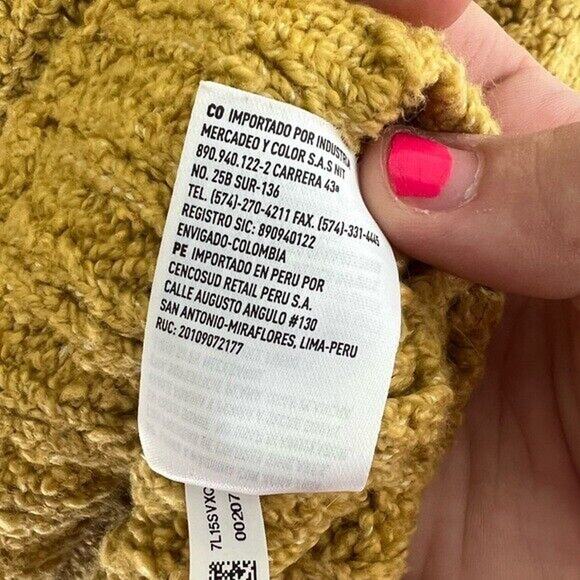 CO IMPORTADO POR INDUSTRIA
MERCADEO Y COLOR S.A.S NIT
890.940.122-2 CARRERA 43ª
NO. 25B SUR-136
TEL. (574)-270-4211 FAX. (574)-331-4445
REGISTRO SIC: 890940122
ENVIGADO-COLOMBIA
PE IMPORTADO EN PERU POR
CENCOSUD RETAIL PERU S.A.
CALLE AUGUSTO ANGULO #130
SAN ANTONIO-MIRAFLORES, LIMA-PERU
RUC: 20109072177
7L15SVXC
00207